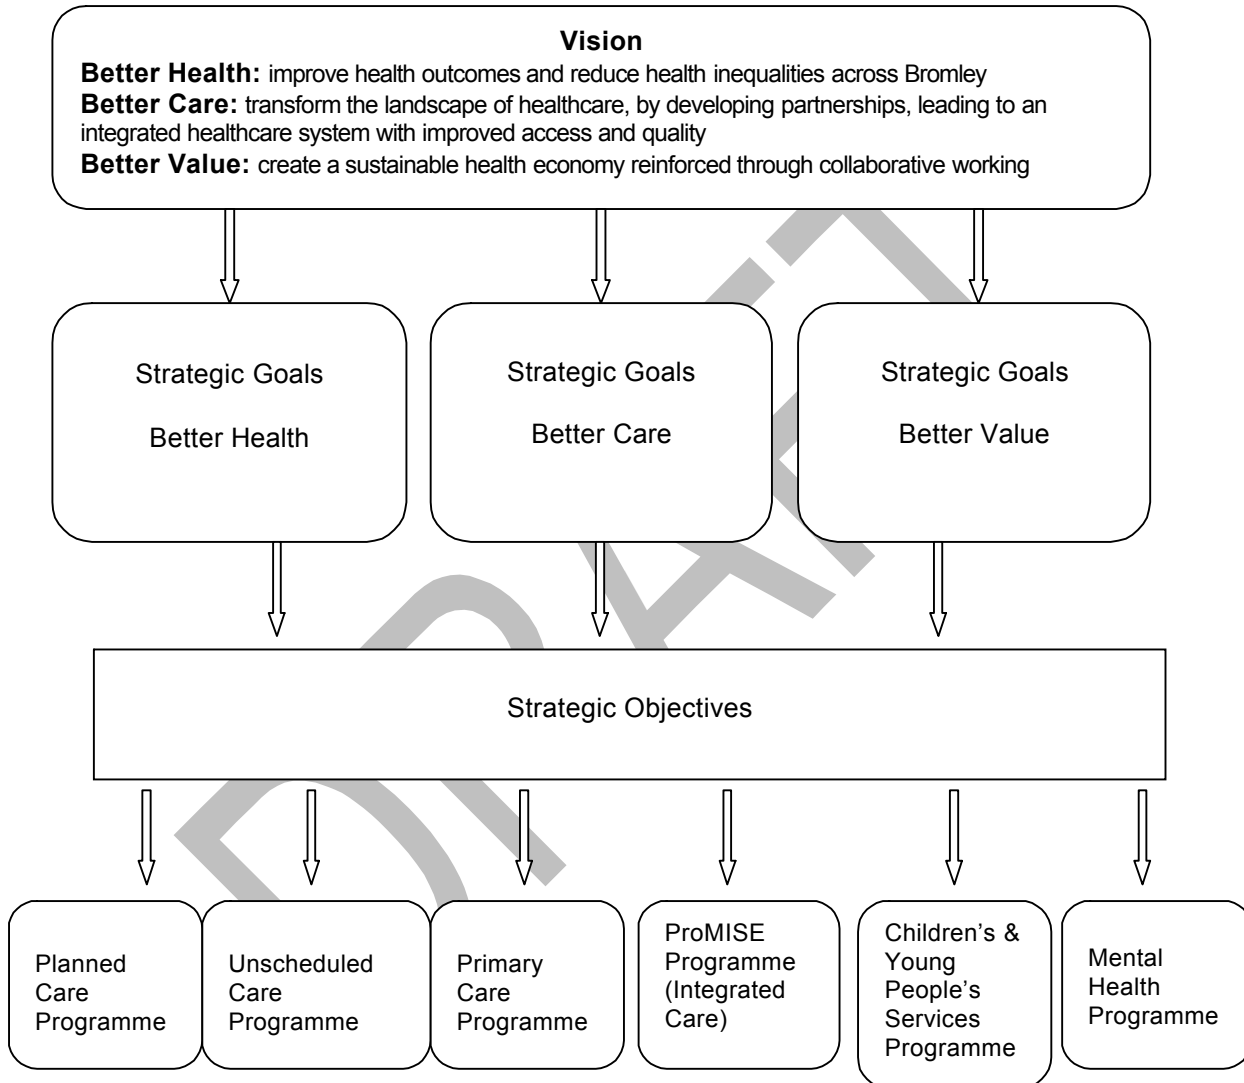 Vision
Better Health: improve health outcomes and reduce health inequalities across Bromley
Better Care: transform the landscape of healthcare, by developing partnerships, leading to an
integrated healthcare system with improved access and quality
Better Value: create a sustainable health economy reinforced through collaborative working
Strategic Goals
Better Health
Strategic Goals
Better Care
Strategic Goals
Better Value
Strategic Objectives
Planned
Care
Programme
Unscheduled
Care
Programme
Primary
Care
Programme
ProMISE
Programme
(Integrated
Care)
Children’s &
Young
People’s
Services
Programme
Mental
Health
Programme
DRAFT